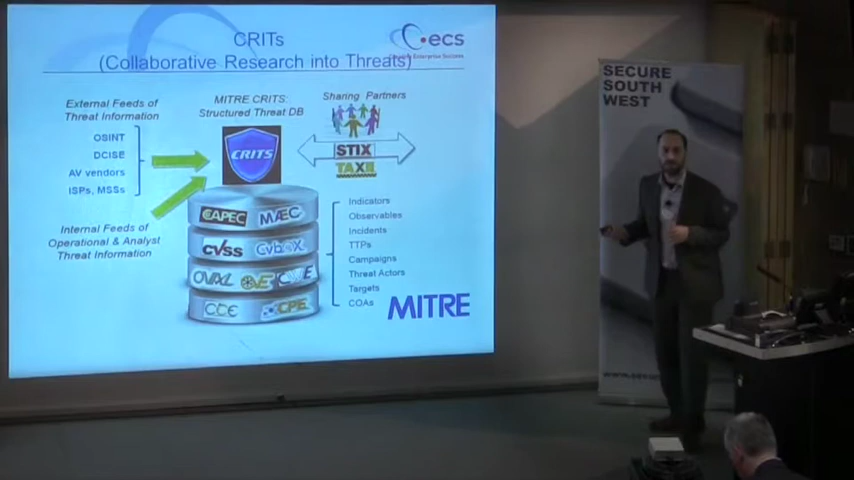 CRITs
(Collaborative Research into Threats)
ecs
External Feeds of
Threat Information
OSINT
DCISE
AV vendors
ISPs, MSSs
Internal Feeds of
Operational & Analyst
Threat Information
MITRE CRITS:
Structured Threat DB
CRITS
Sharing Partners
STIX
TAXII
CAPEC MAEC
CVSS CybOX
OVAL CVE CWE
CCE CPE
Indicators
Observables
Incidents
TTPs
Campaigns
Threat Actors
Targets
COAs
MITRE
SECURE
SOUTH
WEST